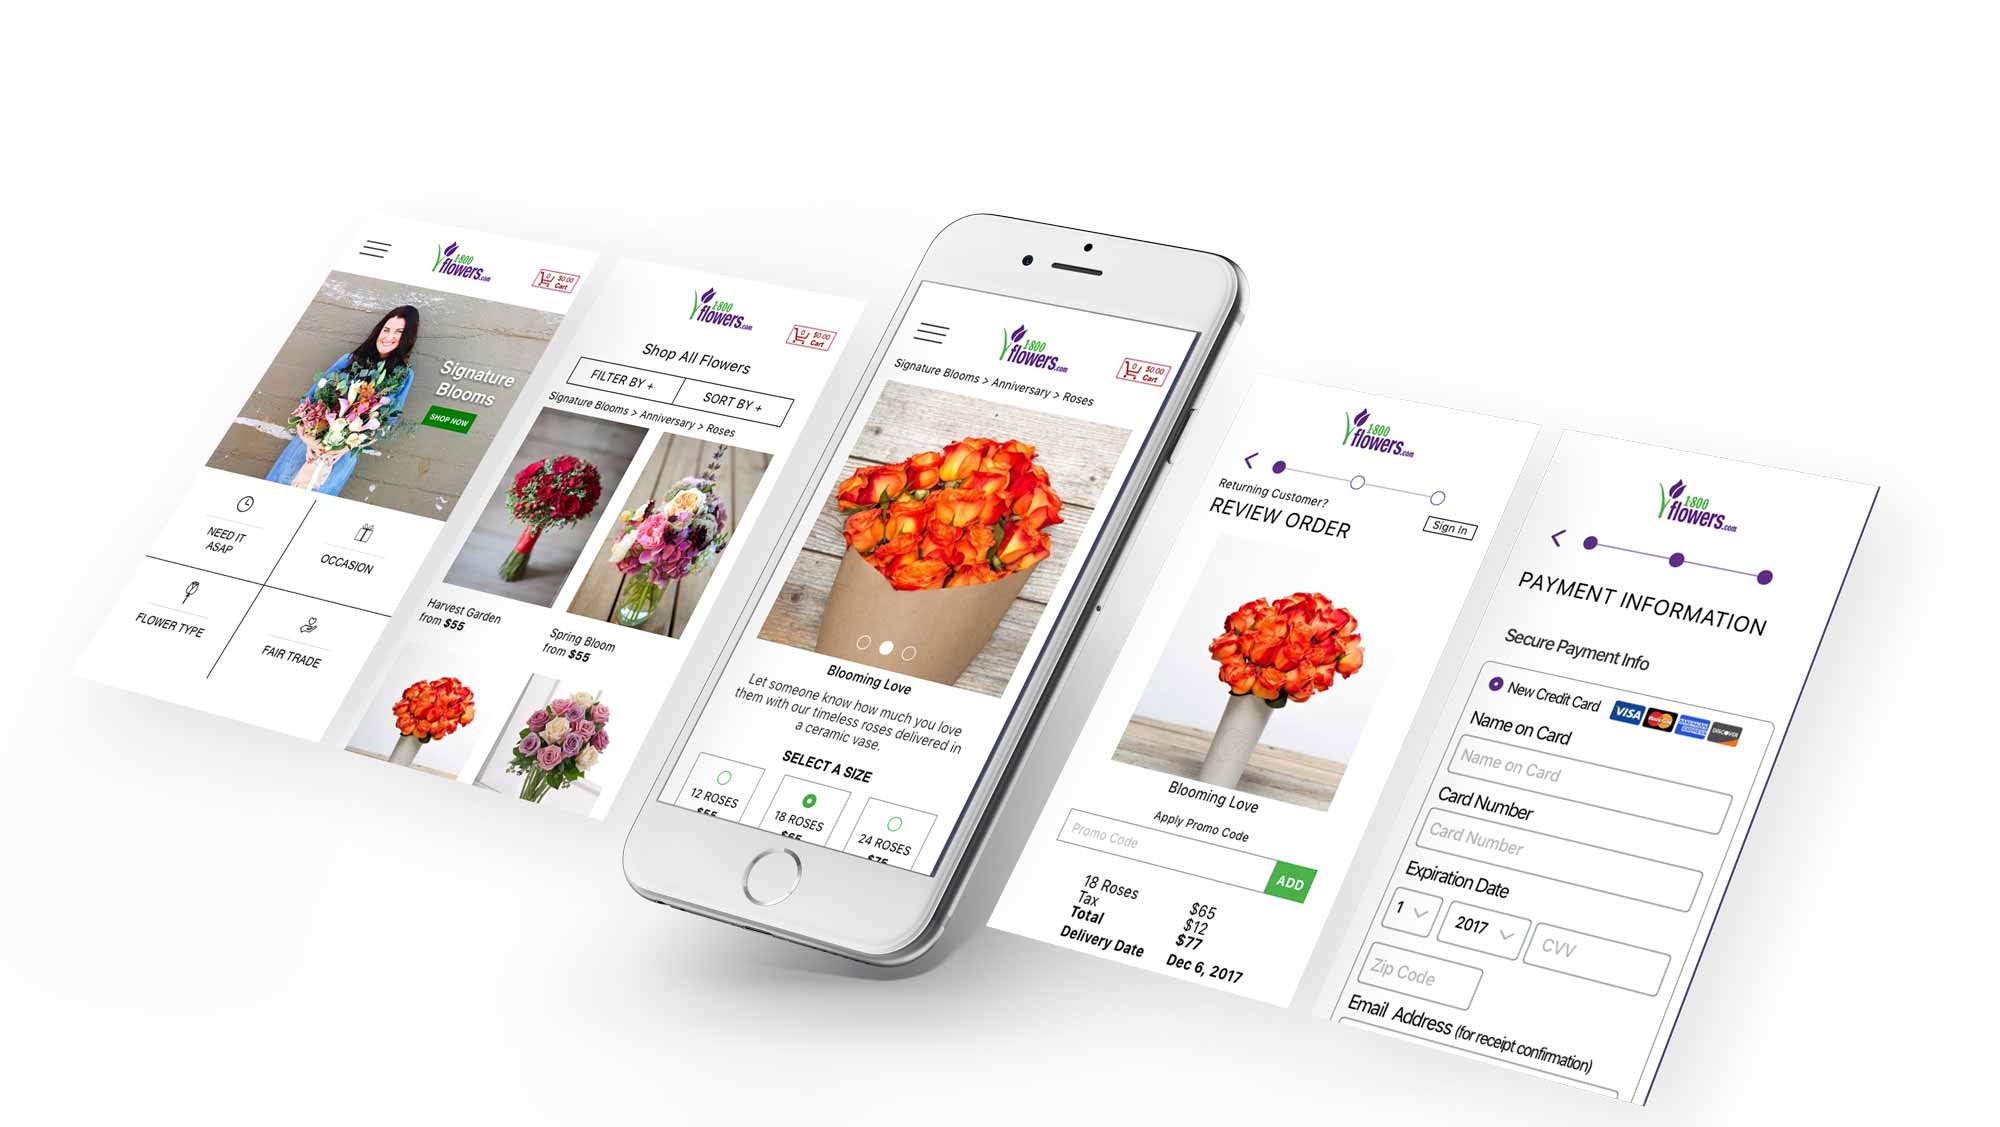 1·800
flowers.com
0 $0.00
Cart
Signature
Blooms
SHOP NOW
NEED IT
ASAP
OCCASION
FLOWER TYPE
FAIR TRADE
1·800
flowers.com
0 $0.00
Cart
Shop All Flowers
FILTER BY + SORT BY +
Signature Blooms > Anniversary > Roses
Harvest Garden
from $55
Spring Bloom
from $55
1·800
flowers.com
0 $0.00
Cart
Signature Blooms > Anniversary > Roses
Blooming Love
Let someone know how much you love
them with our timeless roses delivered in
a ceramic vase.
SELECT A SIZE
12 ROSES
$55
18 ROSES
$65
24 ROSES
$75
1·800
flowers.com
Returning Customer?
Sign In
REVIEW ORDER
Blooming Love
Apply Promo Code
Promo Code ADD
18 Roses $65
Tax $12
Total $77
Delivery Date Dec 6, 2017
1·800
flowers.com
PAYMENT INFORMATION
Secure Payment Info
New Credit Card VISA MasterCard AMERICAN EXPRESS DISCOVER
Name on Card
Name on Card
Card Number
Card Number
Expiration Date
1 2017 CVV
Zip Code
Email Address (for receipt confirmation)